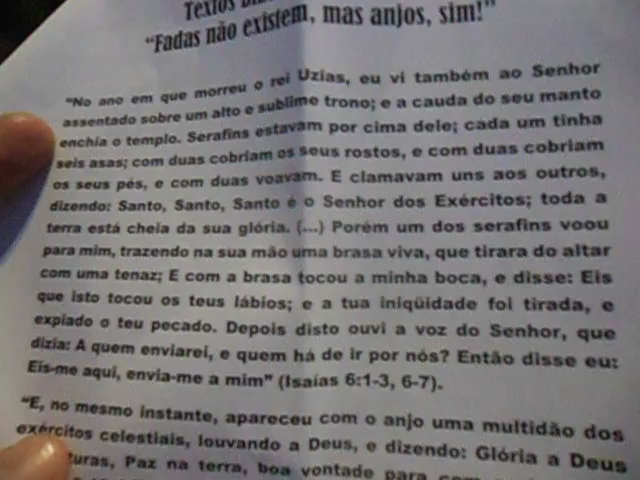 Textos
“Fadas não existem, mas anjos, sim!”
“No ano em que morreu o rei Uzias, eu vi também ao Senhor
assentado sobre um alto e sublime trono; e a cauda do seu manto
enchia o templo. Serafins estavam por cima dele; cada um tinha
seis asas; com duas cobriam os seus rostos, e com duas cobriam
os seus pés, e com duas voavam. E clamavam uns aos outros,
dizendo: Santo, Santo, Santo é o Senhor dos Exércitos; toda a
terra está cheia da sua glória. (...) Porém um dos serafins voou
para mim, trazendo na sua mão uma brasa viva, que tirara do altar
com uma tenaz; E com a brasa tocou a minha boca, e disse: Eis
que isto tocou os teus lábios; e a tua iniqüidade foi tirada, e
expiado o teu pecado. Depois disto ouvi a voz do Senhor, que
dizia: A quem enviarei, e quem há de ir por nós? Então disse eu:
Eis-me aqui, envia-me a mim” (Isaías 6:1-3, 6-7).
“E, no mesmo instante, apareceu com o anjo uma multidão dos
exércitos celestiais, louvando a Deus, e dizendo: Glória a Deus
turas, Paz na terra, boa vontade para com